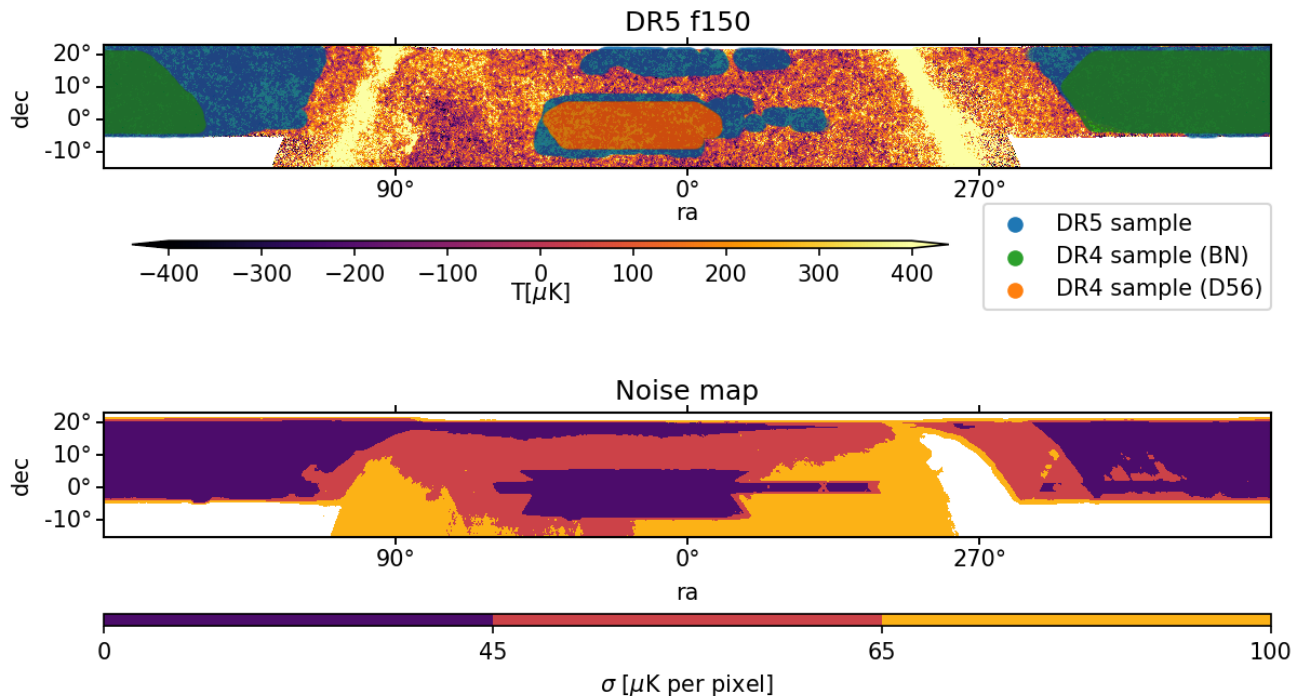 DR5 f150
20°
10°
0°
-10°
dec
90°
0°
270°
ra
−400
−300
−200
−100
0
100
200
300
400
T[μK]
DR5 sample
DR4 sample (BN)
DR4 sample (D56)
Noise map
20°
10°
0°
-10°
dec
90°
0°
270°
ra
0
45
65
100
σ [μK per pixel]